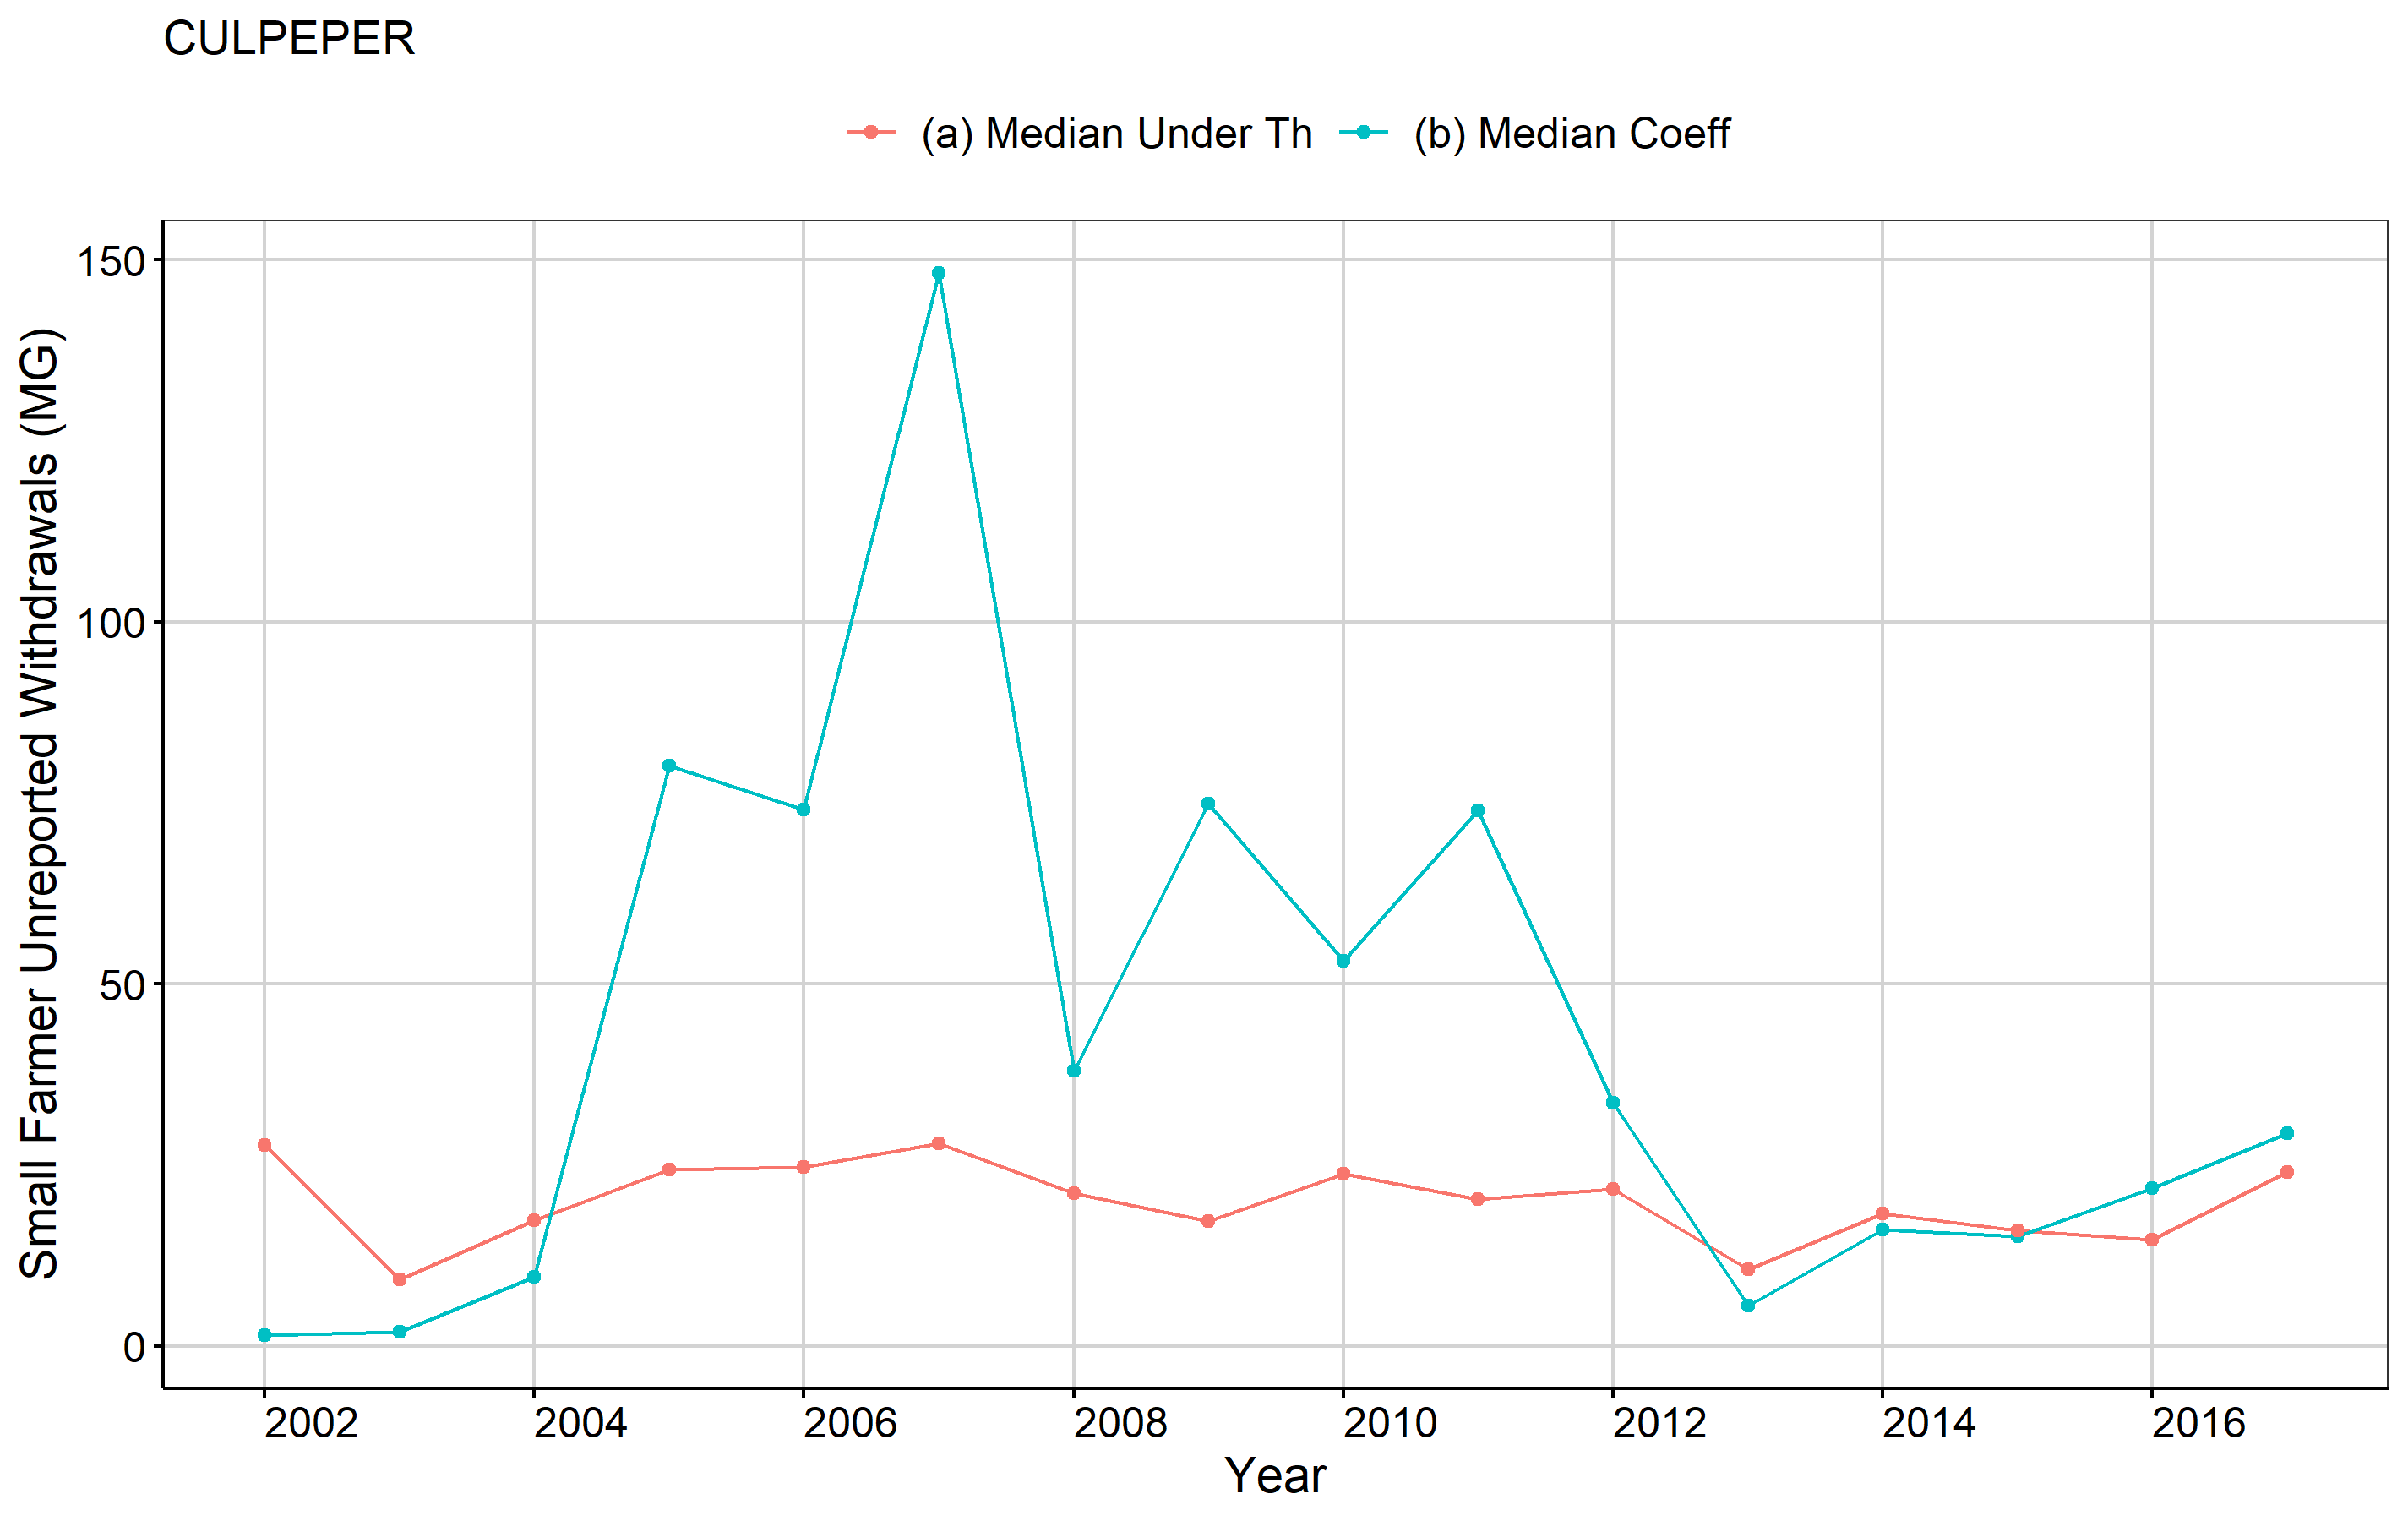 CULPEPER
(a) Median Under Th (b) Median Coeff
Small Farmer Unreported Withdrawals (MG)
150
100
50
0
2002 2004 2006 2008 2010 2012 2014 2016
Year